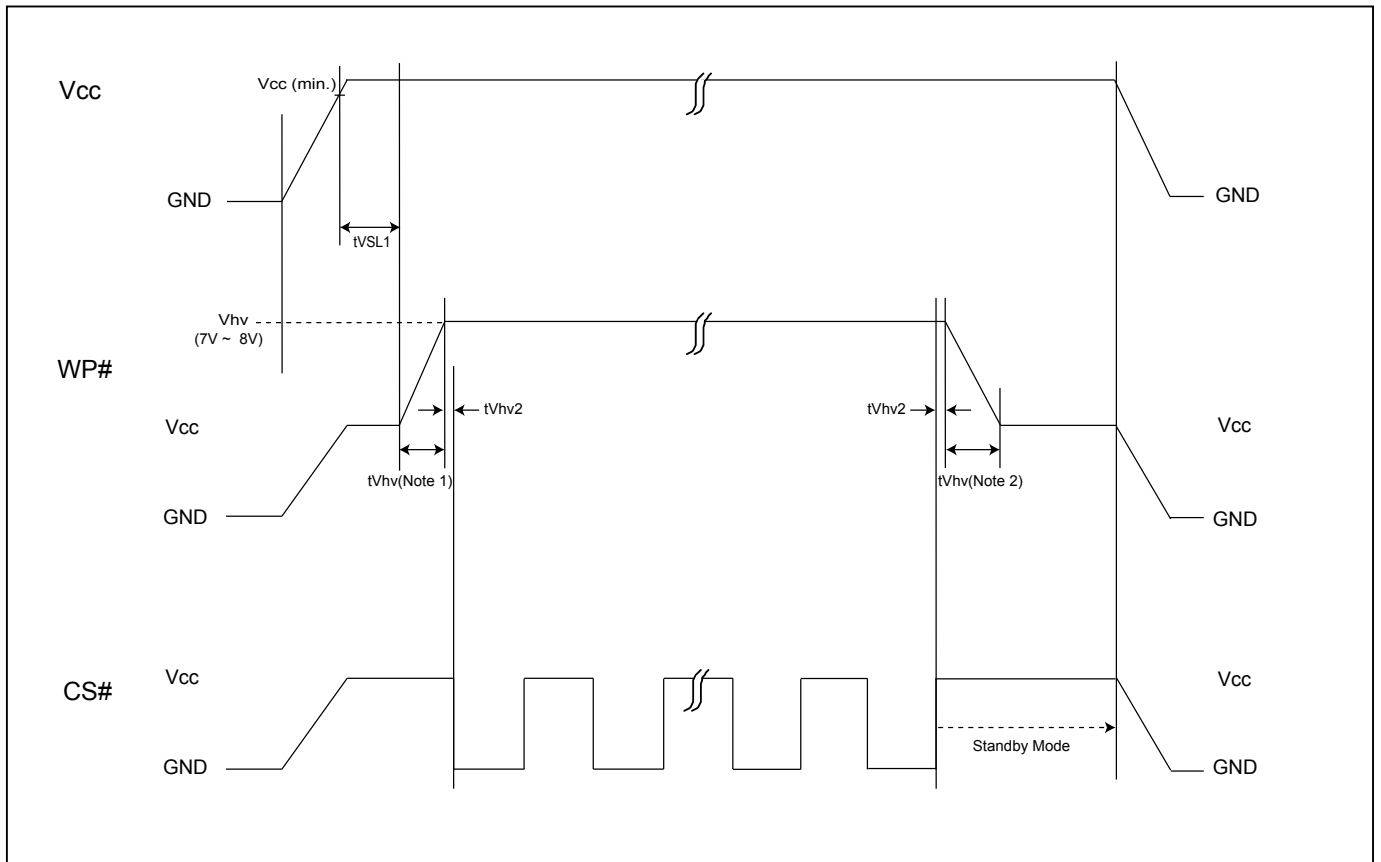 Vcc
Vcc (min.)
GND
GND
tVSL1
Vhv
(7V ~ 8V)
WP#
tVhv2
tVhv2
Vcc
Vcc
tVhv(Note 1)
tVhv(Note 2)
GND
GND
CS#
Vcc
Vcc
Standby Mode
GND
GND